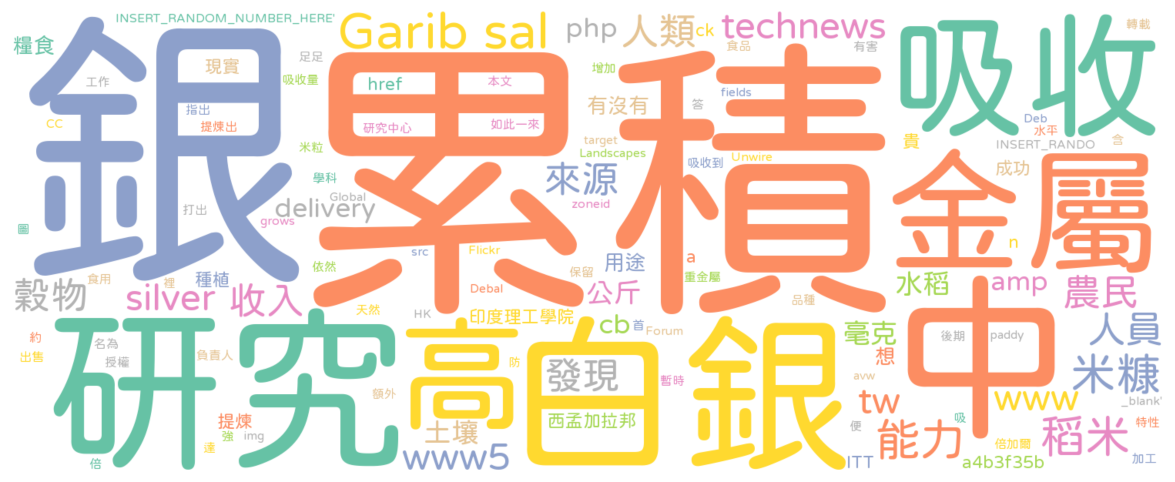 INSERT_RANDOM_NUMBER_HERE'
糧食
工作
現實
足足
吸收量
Garib sal
php
人類
ck
technews
食品
有害
轉載
銀
累積
吸收
href
本文
增加
有沒有
答
fields
CC
指出
提煉出
研究中心
如此一來
target
Landscapes
吸收到
Unwire
貴
Deb
水平
含
INSERT_RANDO
米粒
學科
Global
來源
zoneid
成功
金屬
打出
grows
delivery
圖
src
Flickr
依然
用途
保留
重金屬
a
n
食用
裡
種植
穀物
silver
收入
天然
HK
Debal
公斤
品種
水稻
amp
農民
約
出售
名為
授權
負責人
研究
額外
印度理工學院
高
防
cb
首
Forum
白銀
發現
西孟加拉邦
暫時
毫克
想
avw
中
後期
paddy
人員
米糠
_blank'
倍
達
強
img
提煉
土壤
www5
便
ITT
tw
www
能力
吸
倍加爾
a4b3f35b
稻米
特性
加工